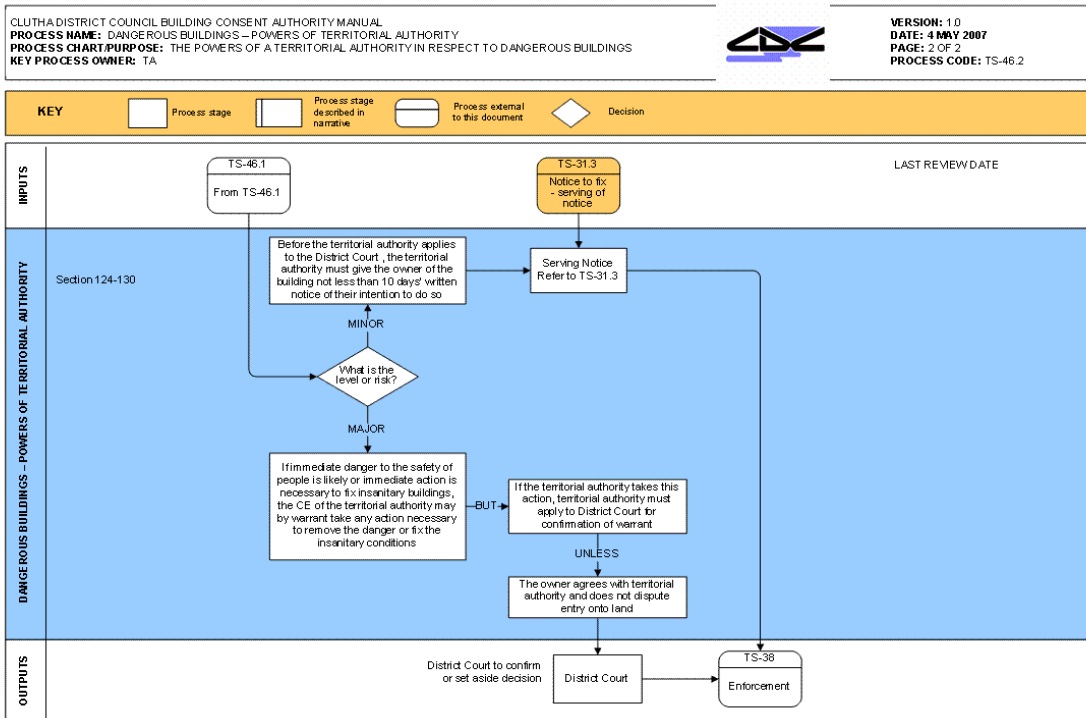 CLUTHA DISTRICT COUNCIL BUILDING CONSENT AUTHORITY MANUAL
PROCESS NAME: DANGEROUS BUILDINGS – POWERS OF TERRITORIAL AUTHORITY
PROCESS CHART/PURPOSE: THE POWERS OF A TERRITORIAL AUTHORITY IN RESPECT TO DANGEROUS BUILDINGS
KEY PROCESS OWNER: TA
CDC
VERSION: 1.0
DATE: 4 MAY 2007
PAGE: 2 OF 2
PROCESS CODE: TS-46.2
KEY
Process stage
Process stage
described in
narrative
Process external
to this document
Decision
INPUTS
TS-46.1
From TS-46.1
TS-31.3
Notice to fix
- serving of
notice
LAST REVIEW DATE
DANGEROUS BUILDINGS – POWERS OF TERRITORIAL AUTHORITY
Section 124-130
Before the territorial authority applies
to the District Court , the territorial
authority must give the owner of the
building not less than 10 days' written
notice of their intention to do so
Serving Notice
Refer to TS-31.3
MINOR
What is the
level or risk?
MAJOR
If immediate danger to the safety of
people is likely or immediate action is
necessary to fix insanitary buildings,
the CE of the territorial authority may
by warrant take any action necessary
to remove the danger or fix the
insanitary conditions
BUT
If the territorial authority takes this
action, territorial authority must
apply to District Court for
confirmation of warrant
UNLESS
The owner agrees with territorial
authority and does not dispute
entry onto land
OUTPUTS
District Court to confirm
or set aside decision
District Court
TS-38
Enforcement